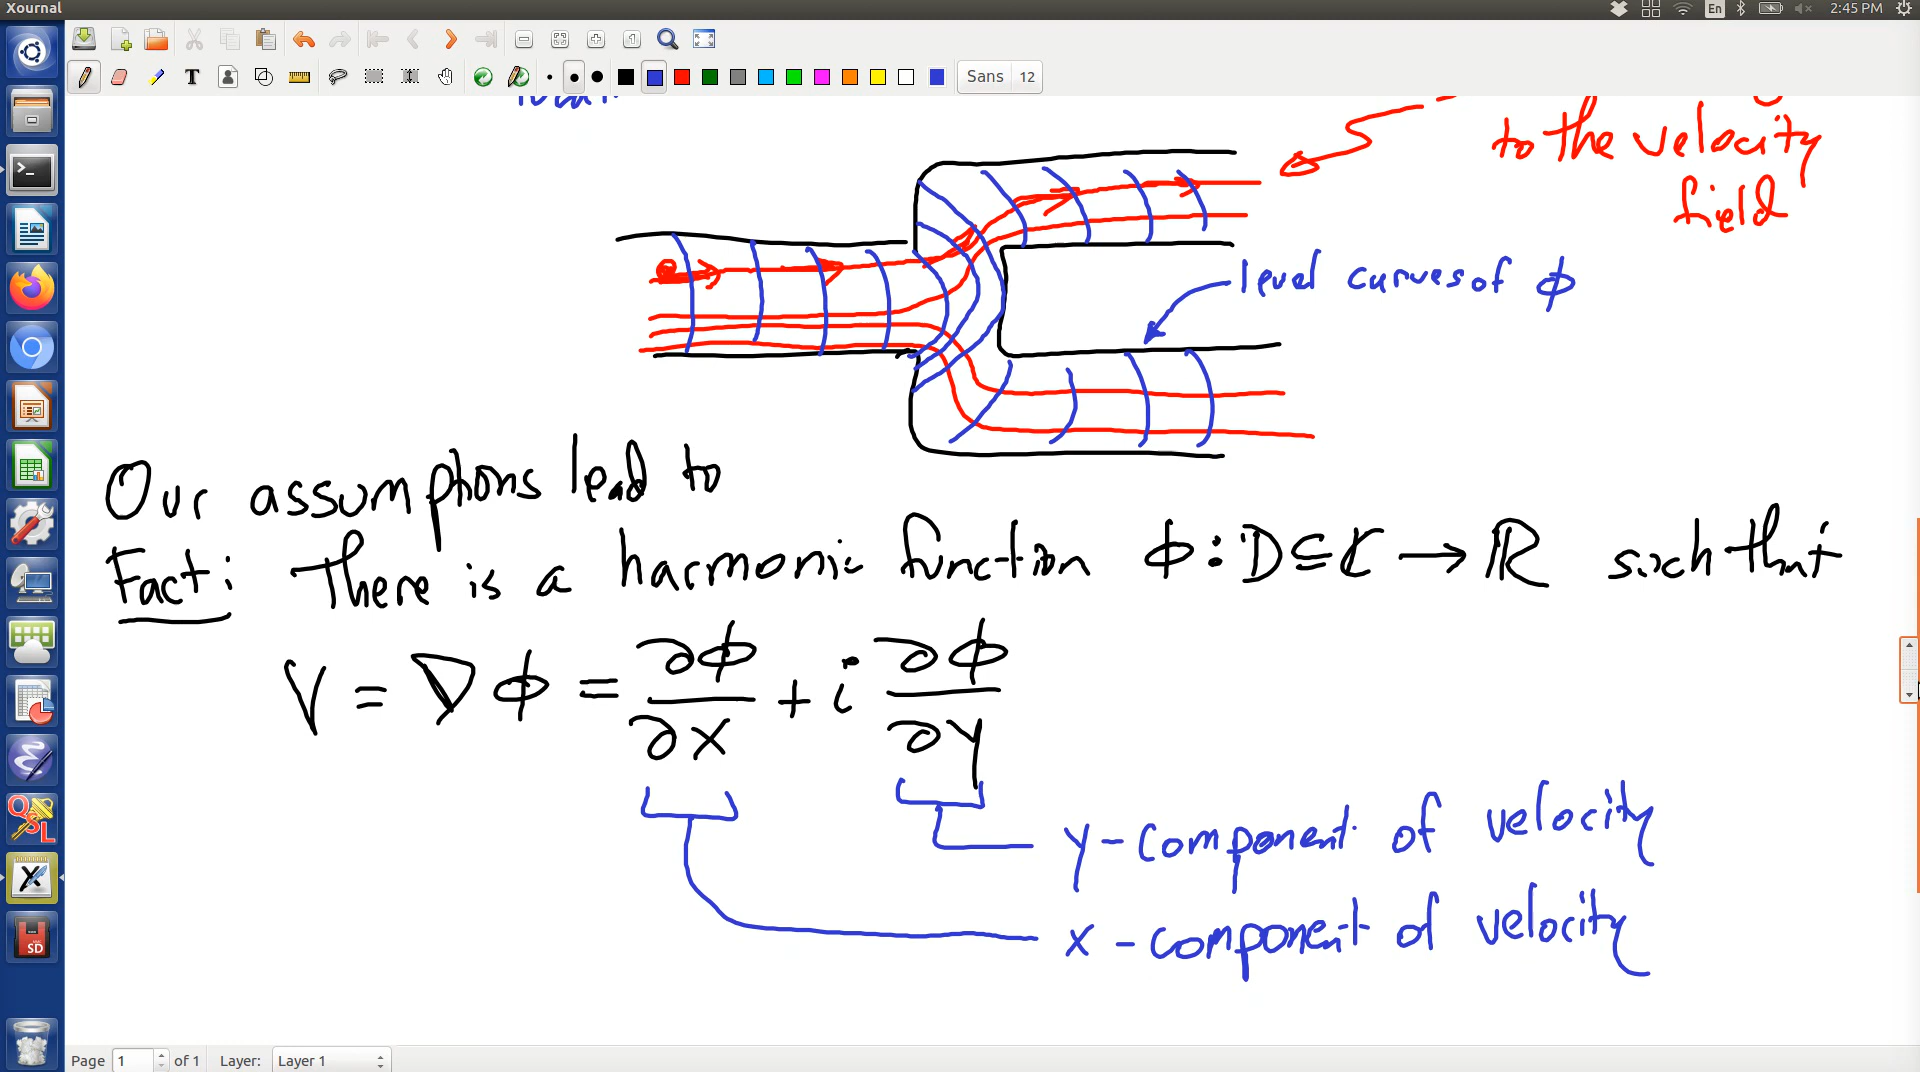 Xournal
En
2:45 PM
T
Sans 12
to the velocity
field
level curves of ϕ
Our assumptions lead to
Fact: There is a harmonic function ϕ : D ⊆ ℂ → ℝ such that
V = ∇ϕ = ∂ϕ/∂x + i ∂ϕ/∂y
y-component of velocity
x-component of velocity
QSL
X
SD
Page 1 of 1 Layer: Layer 1